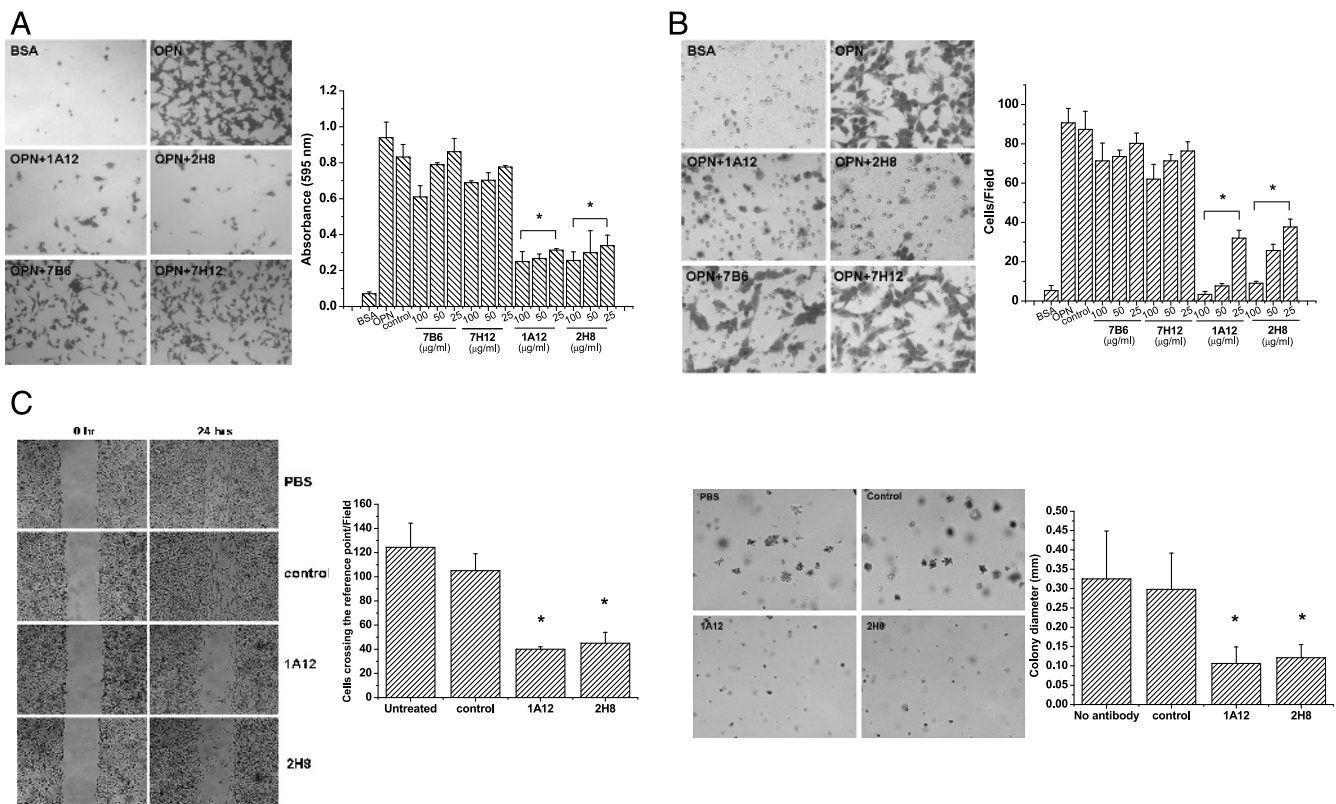 A
BSA
OPN
OPN+1A12
OPN+2H8
OPN+7B6
OPN+7H12
Absorbance (595 nm)
1.0
0.8
0.6
0.4
0.2
0.0
*
*
BSA OPN control 100 50 25 100 50 25 100 50 25 100 50 25
7B6 7H12 1A12 2H8
(μg/ml) (μg/ml) (μg/ml) (μg/ml)
B
BSA
OPN
OPN+1A12
OPN+2H8
OPN+7B6
OPN+7H12
Cells/Field
100
80
60
40
20
0
*
*
BSA OPN control 100 50 25 100 50 25 100 50 25 100 50 25
7B6 7H12 1A12 2H8
(μg/ml) (μg/ml) (μg/ml) (μg/ml)
C
0 hr 24 hrs
PBS
control
1A12
2H8
Cells crossing the reference point/Field
160
140
120
100
80
60
40
20
0
*
*
Untreated control 1A12 2H8
PBS
Control
1A12
2H8
Colony diameter (mm)
0.50
0.45
0.40
0.35
0.30
0.25
0.20
0.15
0.10
0.05
0.00
*
*
No antibody control 1A12 2H8